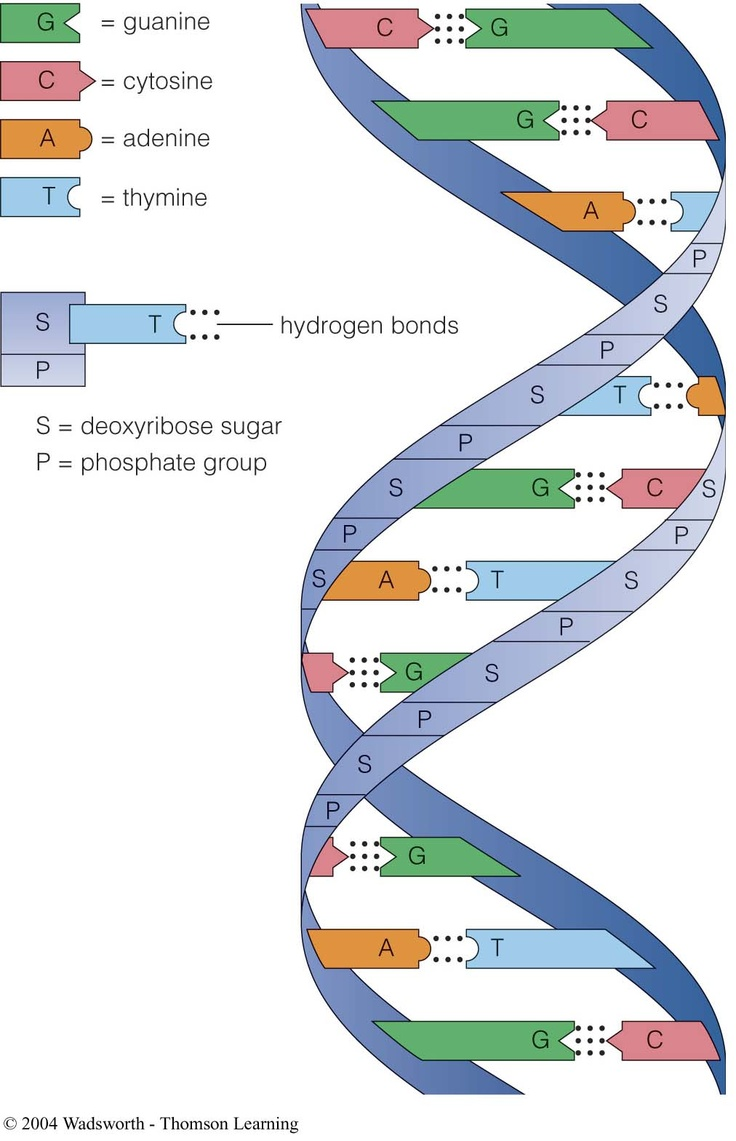 G = guanine
C = cytosine
A = adenine
T = thymine
S T hydrogen bonds
P
S = deoxyribose sugar
P = phosphate group
C G
G C
A
P
S
P
S T
P
S G C S
P P
S A T S
P
G S
P
S
P
G
A T
G C
© 2004 Wadsworth - Thomson Learning